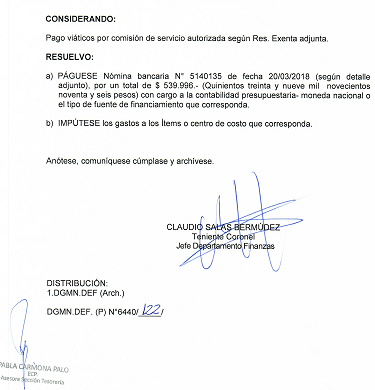 CONSIDERANDO:
Pago viáticos por comisión de servicio autorizada según Res. Exenta adjunta.
RESUELVO:
a) PÁGUESE Nómina bancaria N° 5140135 de fecha 20/03/2018 (según detalle
adjunto), por un total de $ 539.996.- (Quinientos treinta y nueve mil novecientos
noventa y seis pesos) con cargo a la contabilidad presupuestaria- moneda nacional o
el tipo de fuente de financiamiento que corresponda.
b) IMPÚTESE los gastos a los Ítems o centro de costo que corresponda.
Anótese, comuníquese cúmplase y archívese.
CLAUDIO SALAS BERMÚDEZ
Teniente Coronel
Jefe Departamento Finanzas
DISTRIBUCIÓN:
1.DGMN.DEF (Arch.)
DGMN.DEF. (P) N°6440/ 122 /
PABLA CARMONA PALO
ECP.
Asesora Sección Tesorería